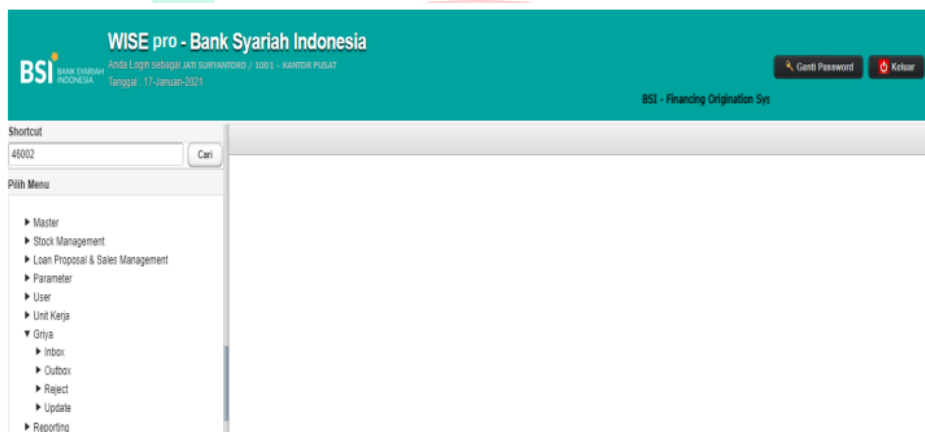 WISE pro - Bank Syariah Indonesia
BSI BANK SYARIAH INDONESIA
Anda Login sebagai JATI SURYANTORO / 1001 - KANTOR PUSAT
Tanggal : 17-Januari-2021
Ganti Password
Keluar
BSI - Financing Origination Sys
Shortcut
46002
Cari
Pilih Menu
Master
Stock Management
Loan Proposal & Sales Management
Parameter
User
Unit Kerja
Griya
Inbox
Outbox
Reject
Update
Reporting